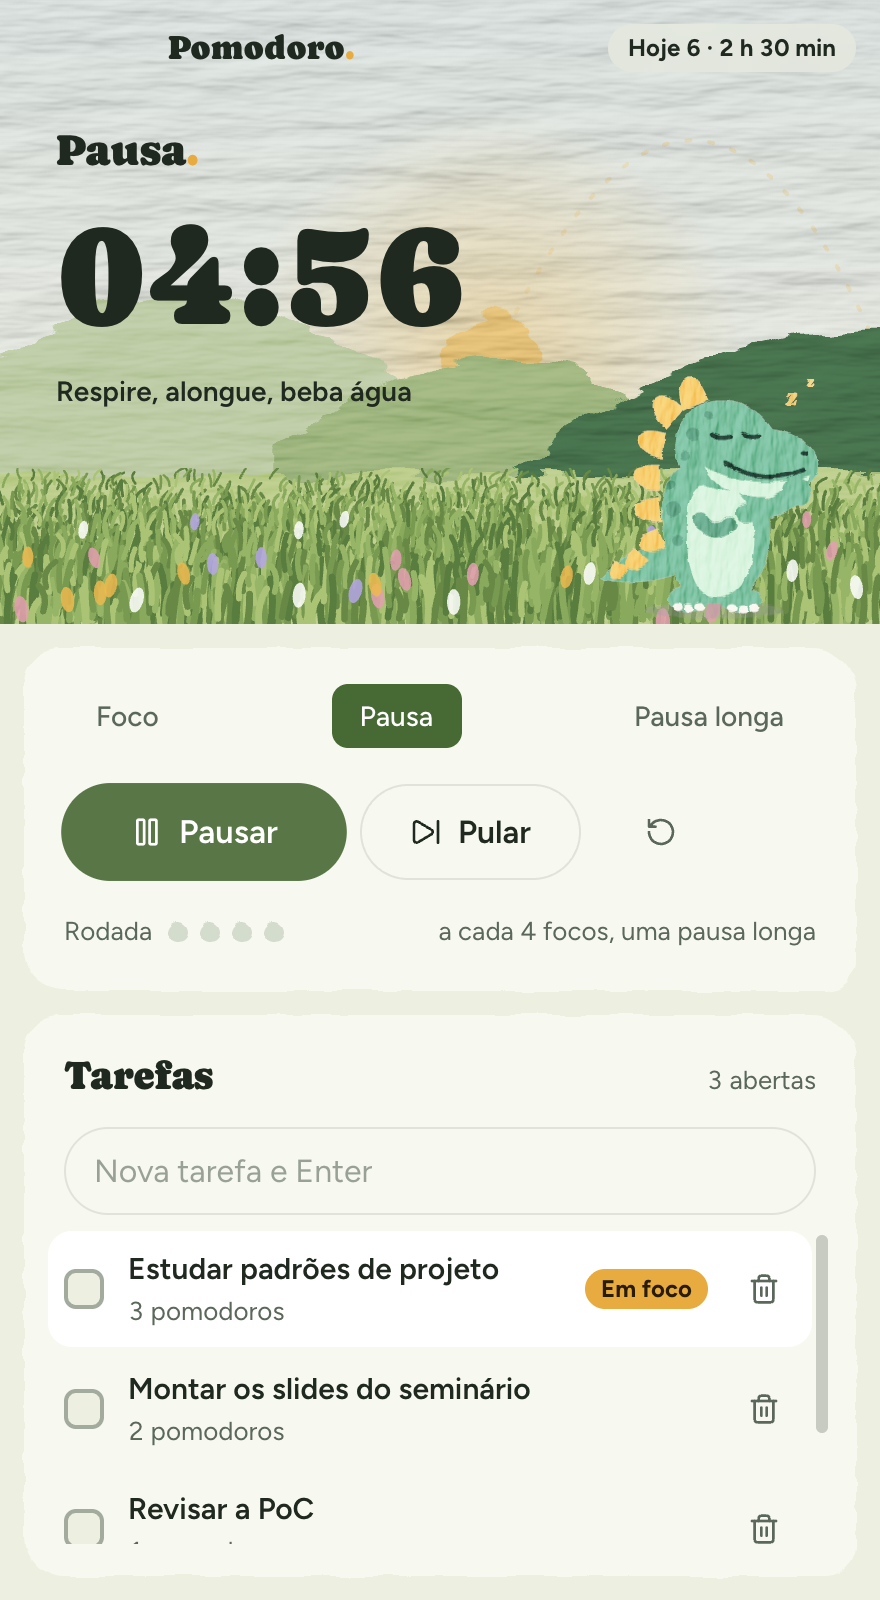 Pomodoro.
Hoje 6 · 2 h 30 min
Pausa.
04:56
Respire, alongue, beba água
z z
Foco
Pausa
Pausa longa
Pausar
Pular
Rodada
a cada 4 focos, uma pausa longa
Tarefas
3 abertas
Nova tarefa e Enter
Estudar padrões de projeto
Em foco
3 pomodoros
Montar os slides do seminário
2 pomodoros
Revisar a PoC